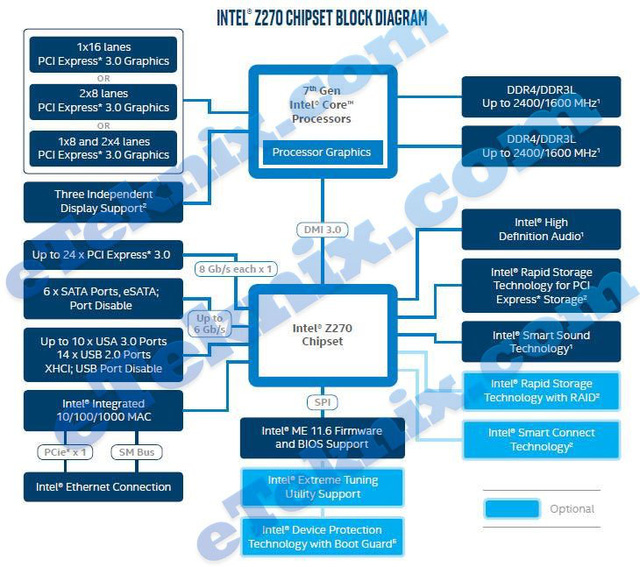 INTEL® Z270 CHIPSET BLOCK DIAGRAM
1x16 lanes
PCI Express* 3.0 Graphics
OR
2x8 lanes
PCI Express* 3.0 Graphics
OR
1x8 and 2x4 lanes
PCI Express* 3.0 Graphics
Three Independent
Display Support²
7th Gen
Intel® Core™
Processors
Processor Graphics
DDR4/DDR3L
Up to 2400/1600 MHz¹
DDR4/DDR3L
Up to 2400/1600 MHz¹
DMI 3.0
Up to 24 x PCI Express* 3.0
8 Gb/s each x 1
6 x SATA Ports, eSATA;
Port Disable
Up to
6 Gb/s
Up to 10 x USA 3.0 Ports
14 x USB 2.0 Ports
XHCI; USB Port Disable
Intel® Integrated
10/100/1000 MAC
PCIe* x 1
SM Bus
Intel® Ethernet Connection
Intel® Z270
Chipset
SPI
Intel® ME 11.6 Firmware
and BIOS Support
Intel® Extreme Tuning
Utility Support
Intel® Device Protection
Technology with Boot Guard⁵
Intel® High
Definition Audio¹
Intel® Rapid Storage
Technology for PCI
Express* Storage²
Intel® Smart Sound
Technology¹
Intel® Rapid Storage
Technology with RAID²
Intel® Smart Connect
Technology²
Optional
eTeknix.com
eTeknix.com
eTeknix.com